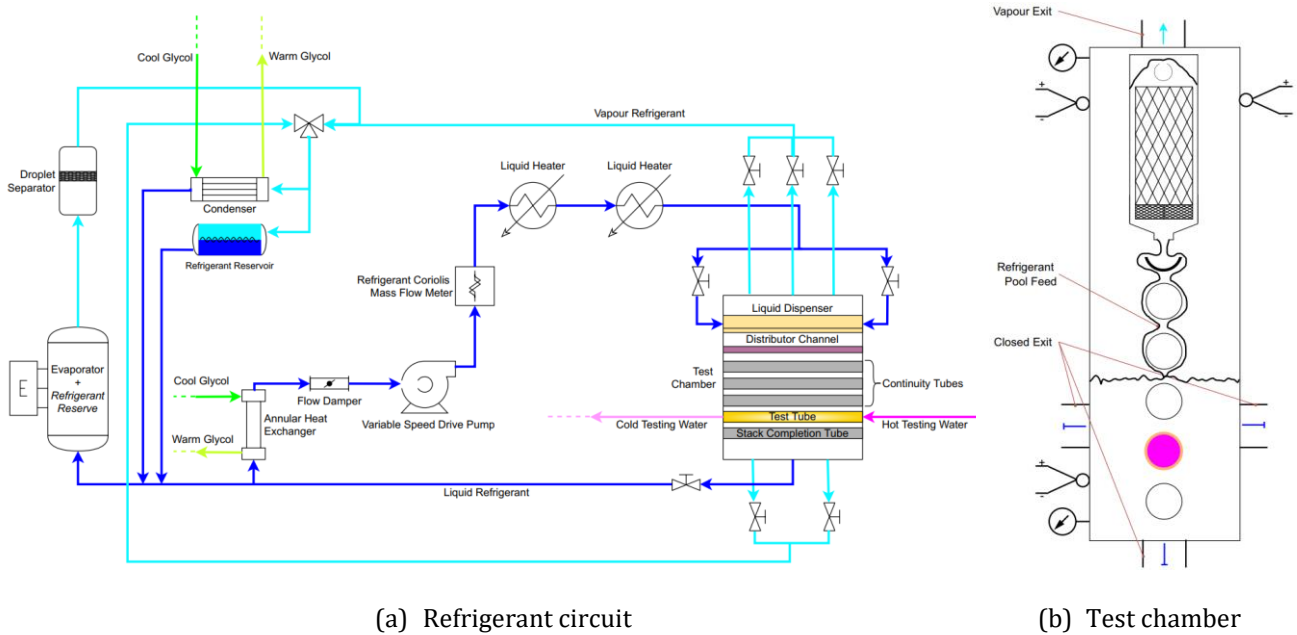 Cool Glycol
Warm Glycol
Vapour Refrigerant
Droplet
Separator
Condenser
Refrigerant Reservoir
Liquid Heater
Liquid Heater
Refrigerant Coriolis
Mass Flow Meter
Evaporator
+
Refrigerant
Reserve
E
Cool Glycol
Warm Glycol
Annular Heat
Exchanger
Flow Damper
Variable Speed Drive Pump
Liquid Refrigerant
Liquid Dispenser
Distributor Channel
Test
Chamber
Continuity Tubes
Test Tube
Cold Testing Water
Hot Testing Water
Stack Completion Tube
(a) Refrigerant circuit
Vapour Exit
+
-
+
-
Refrigerant
Pool Feed
Closed Exit
+
-
(b) Test chamber